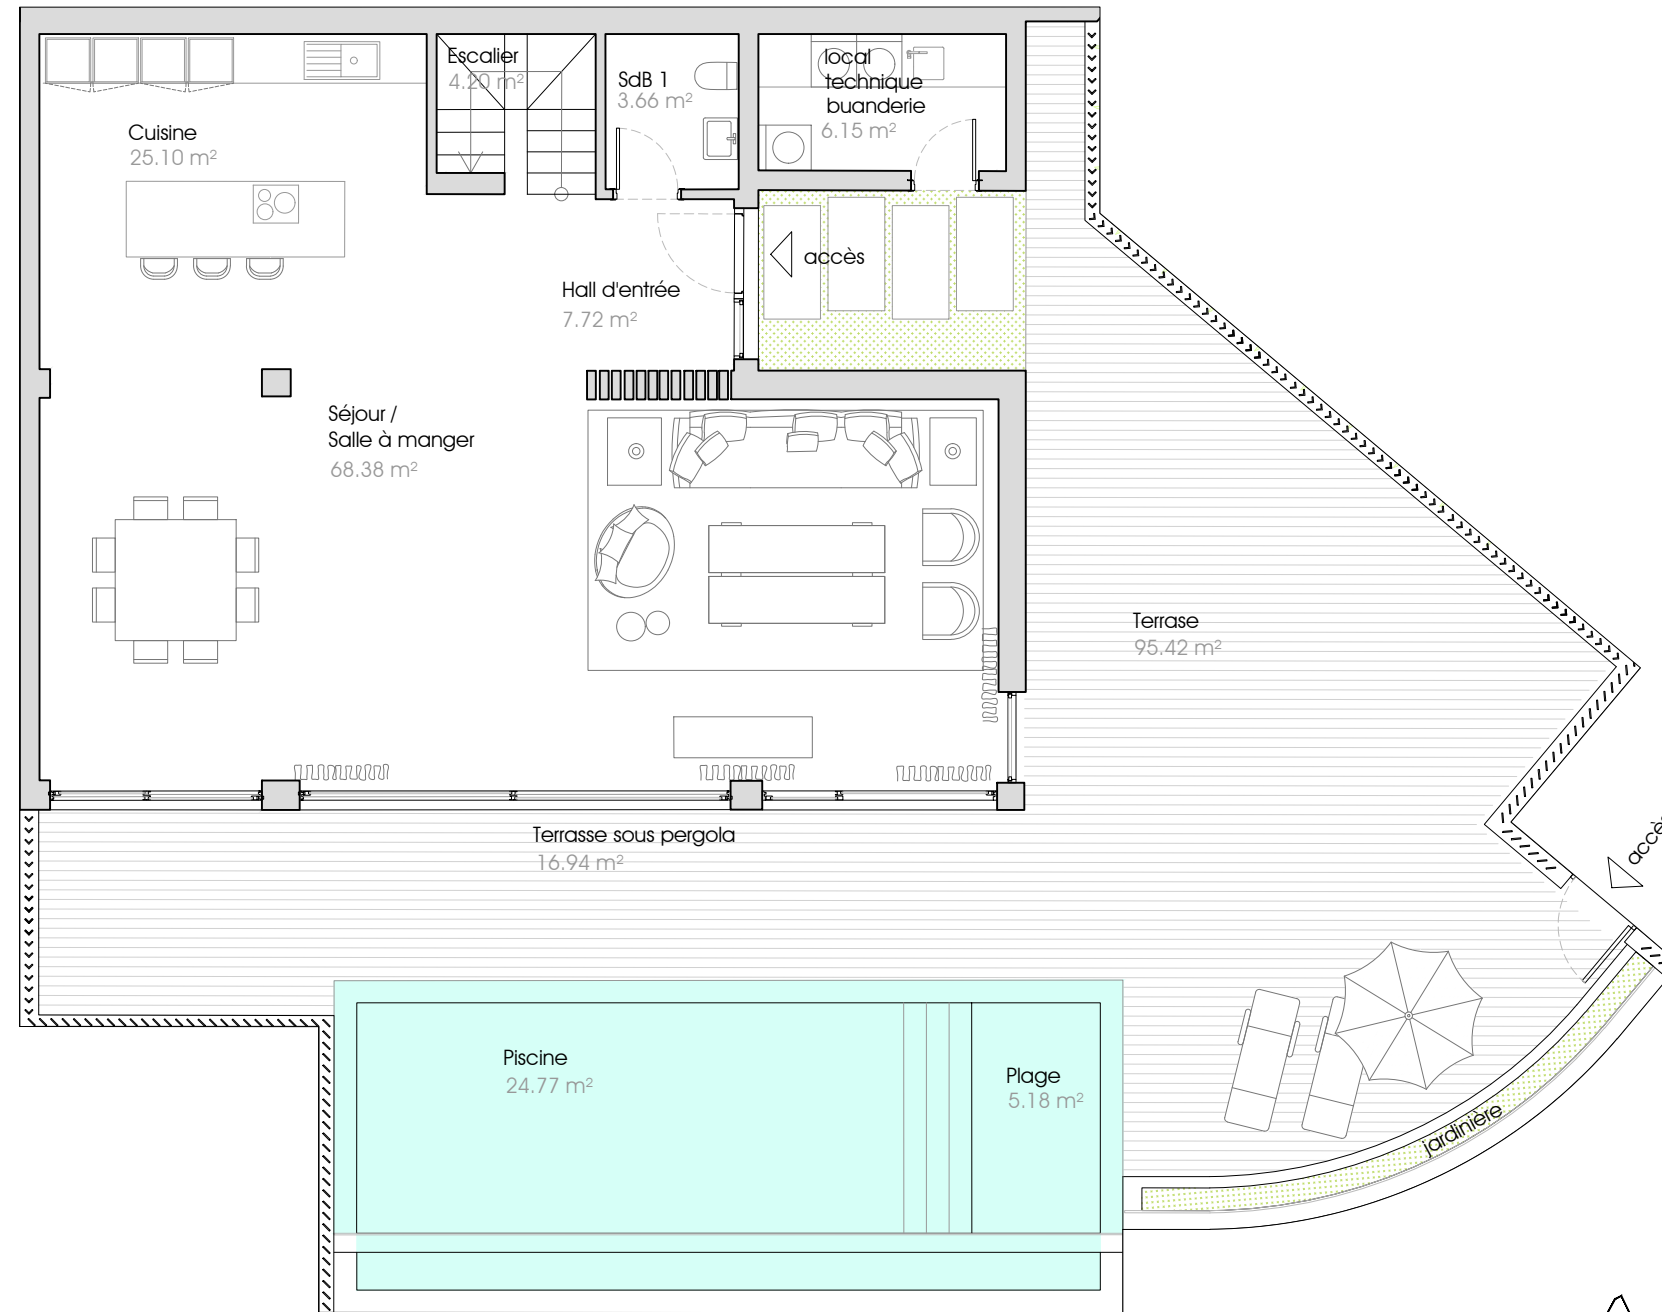 Escalier
4.20 m²
SdB 1
3.66 m²
local
technique
buanderie
6.15 m²
Cuisine
25.10 m²
accès
Hall d'entrée
7.72 m²
Séjour /
Salle à manger
68.38 m²
Terrase
95.42 m²
Terrasse sous pergola
16.94 m²
accès
Piscine
24.77 m²
Plage
5.18 m²
jardinière